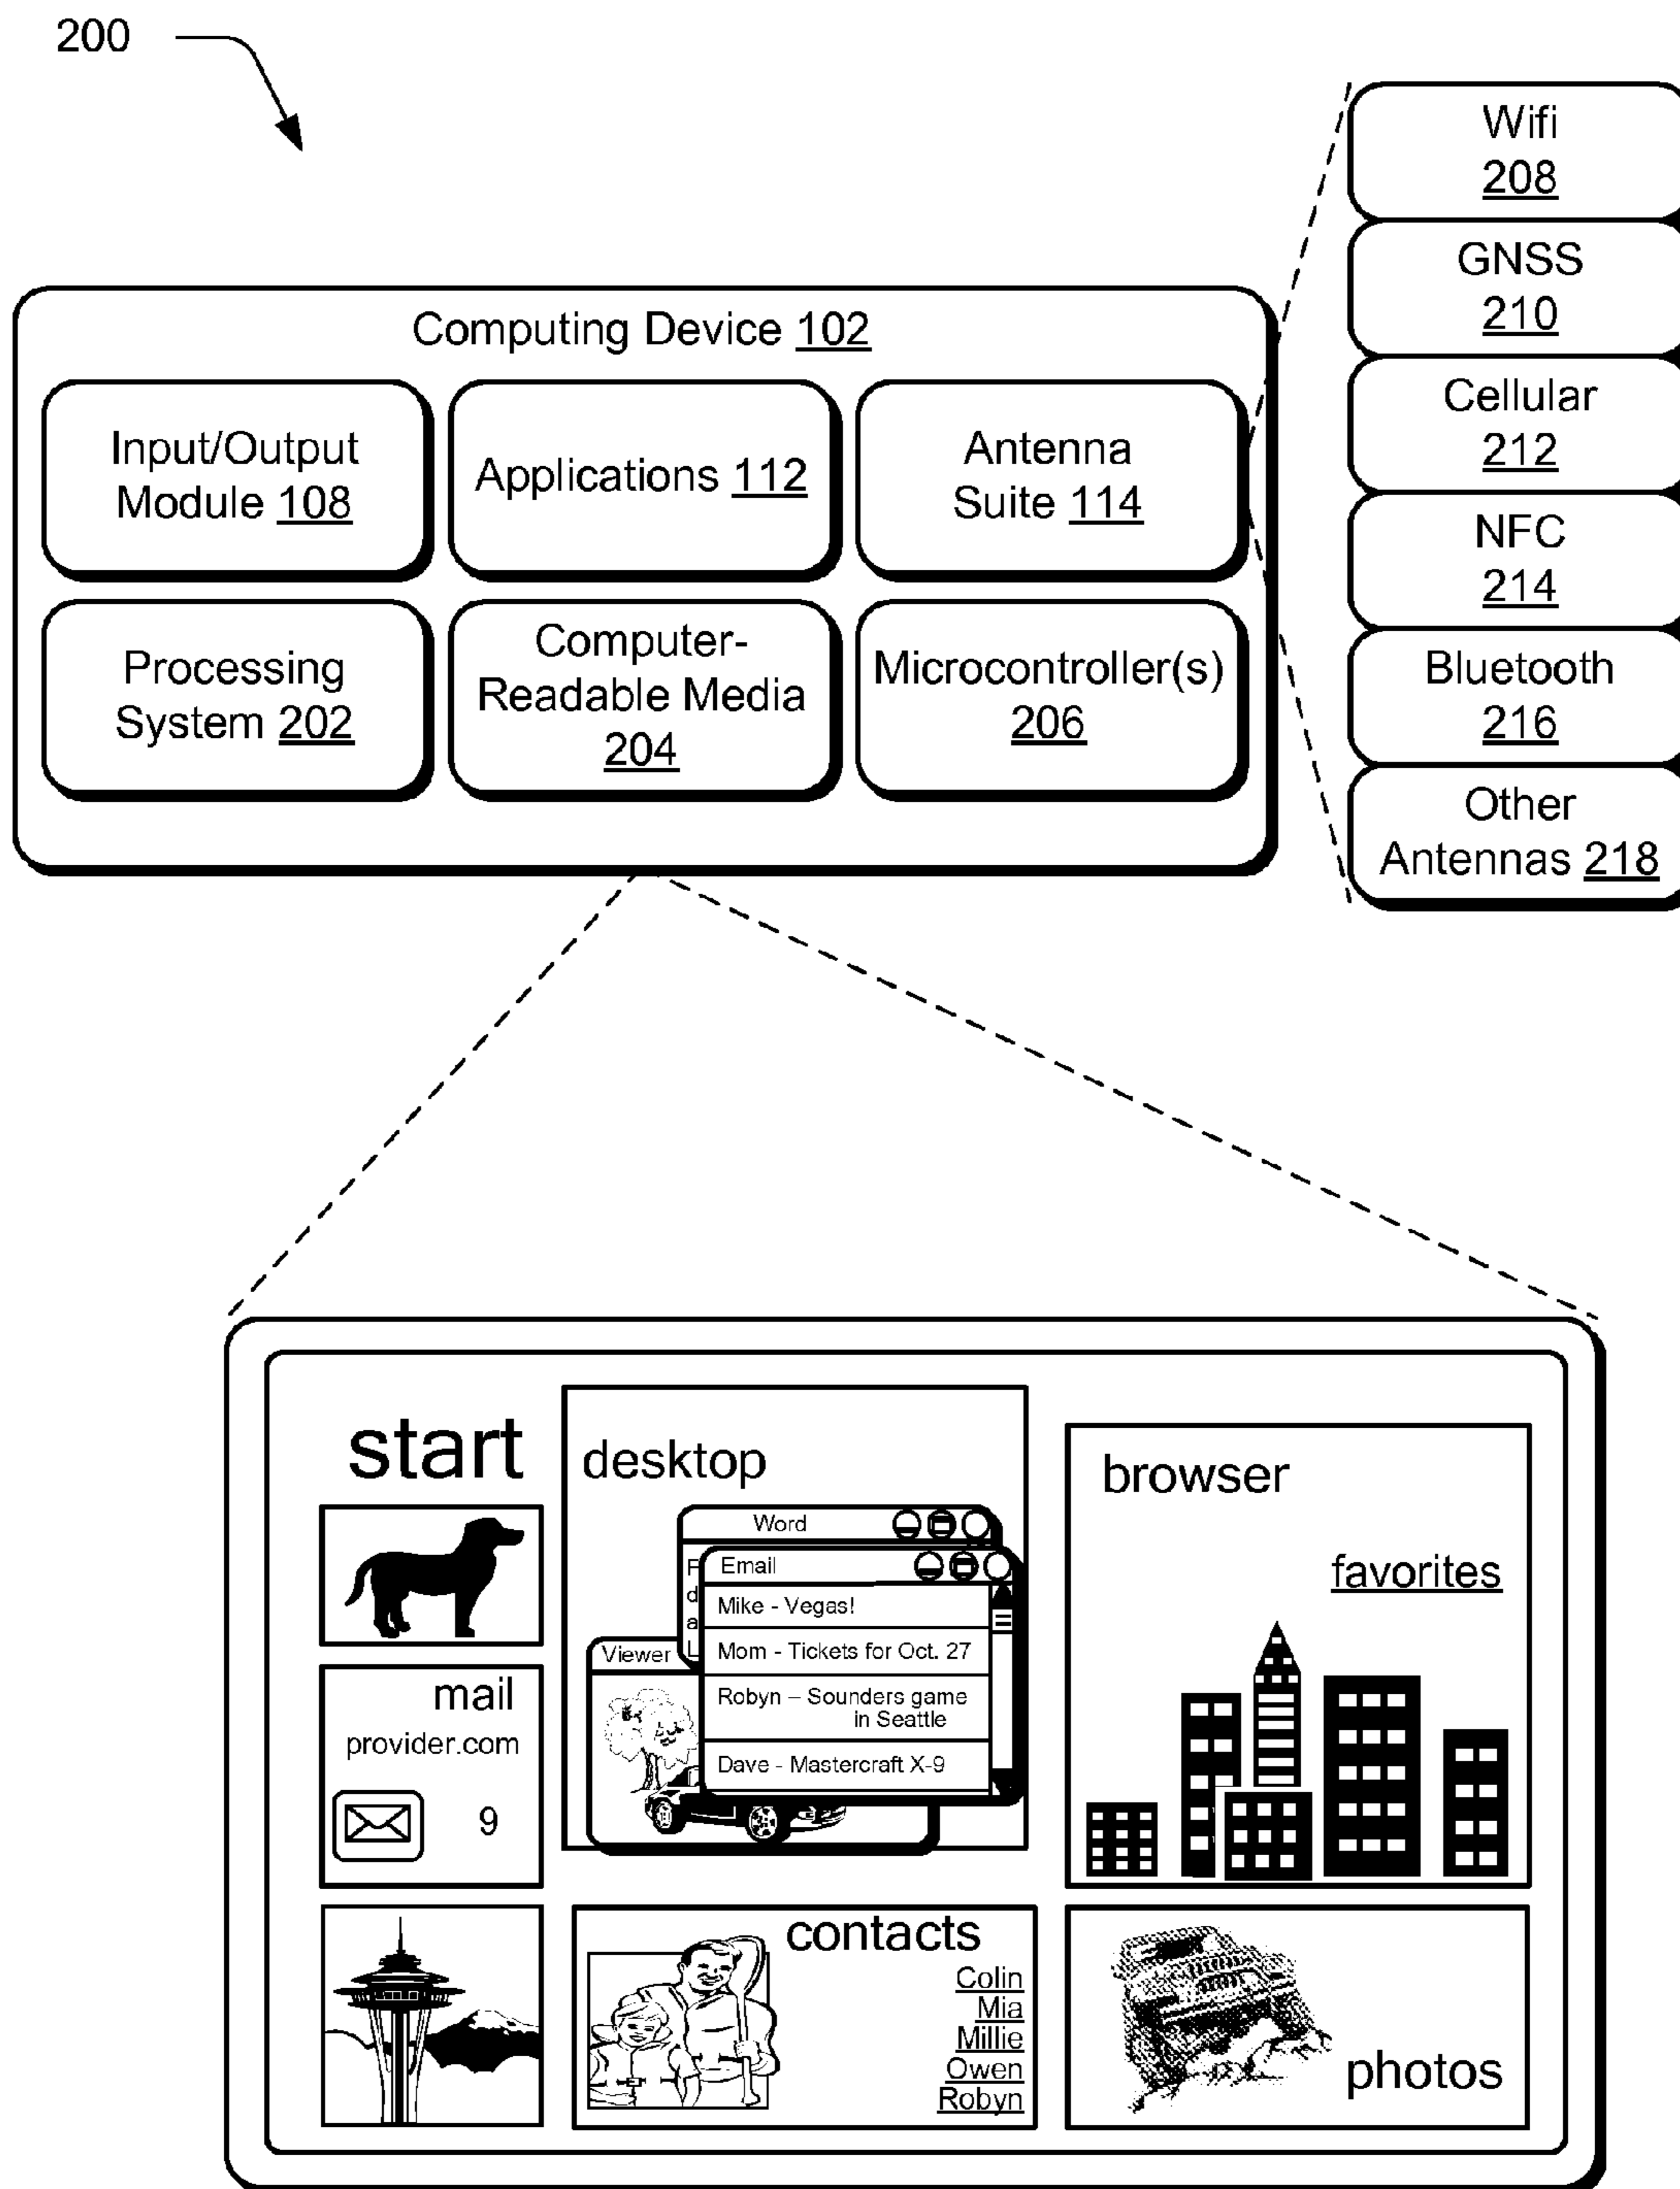 200
Wifi
208
GNSS
210
Cellular
212
NFC
214
Bluetooth
216
Other
Antennas 218
Computing Device 102
Input/Output
Module 108
Applications 112
Antenna
Suite 114
Processing
System 202
Computer-
Readable Media
204
Microcontroller(s)
206
start
mail
provider.com
9
desktop
Word
F
d
a
L
Email
Mike - Vegas!
Mom - Tickets for Oct. 27
Robyn – Sounders game
in Seattle
Dave - Mastercraft X-9
Viewer
browser
favorites
contacts
Colin
Mia
Millie
Owen
Robyn
photos